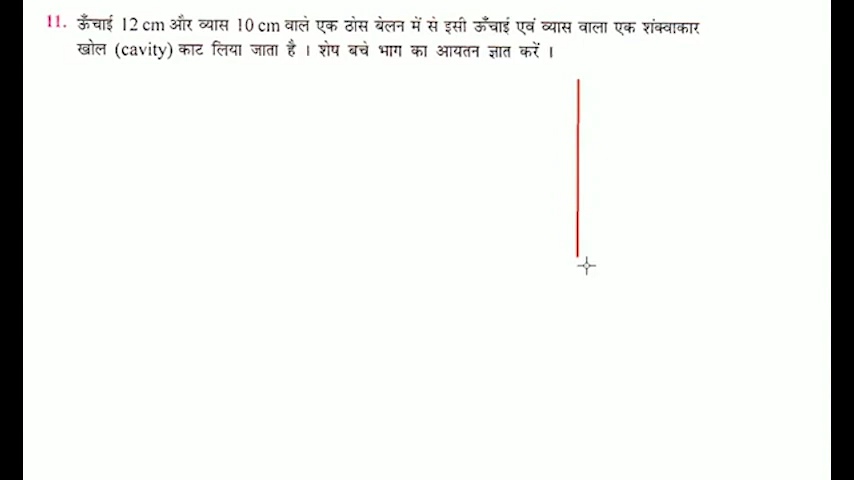 11. ऊँचाई 12 cm और व्यास 10 cm वाले एक ठोस बेलन में से इसी ऊँचाई एवं व्यास वाला एक शंक्वाकार
खोल (cavity) काट लिया जाता है । शेष बचे भाग का आयतन ज्ञात करें ।